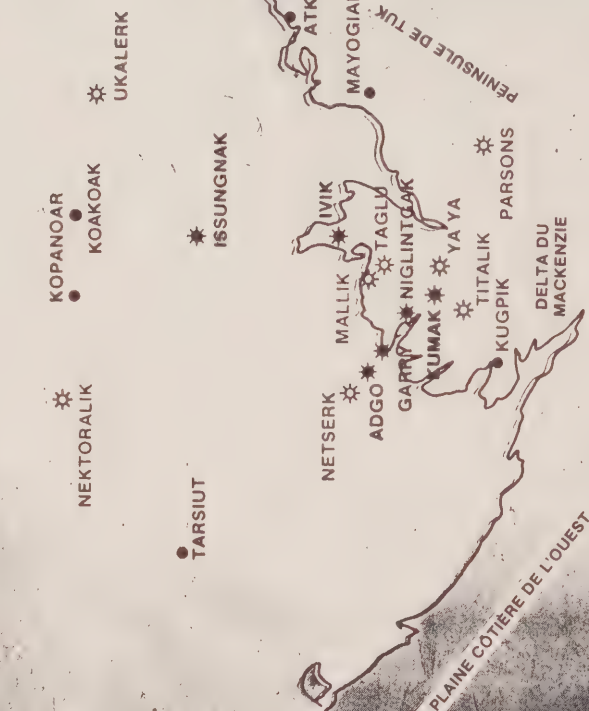 NEKTORALIK
KOPANOAR
KOAKOAK
UKALERK
TARSIUT
ISSUNGNAK
ATK
NETSERK
MALLIK
IVIK
MAYOGIA
ADGO
TAGLU
GARRY
NIGLINTGAK
PÉNINSULE DE TUK
KUMAK
YA YA
TITALIK
KUGPIK
PARSONS
DELTA DU
MACKENZIE
PLAINE CÔTIÈRE DE L'OUEST